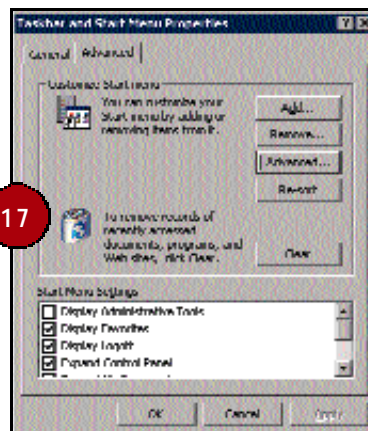 Taskbar and Start Menu Properties
General Advanced
Customize Start menu
You can customize your
Start menu by adding or
removing items from it.
Add...
Remove...
Advanced...
Re-sort
17
To remove records of
recently accessed
documents, programs, and
Web sites, click Clear.
Clear
Start Menu Settings
Display Administrative Tools
Display Favorites
Display Logoff
Expand Control Panel
OK Cancel Apply